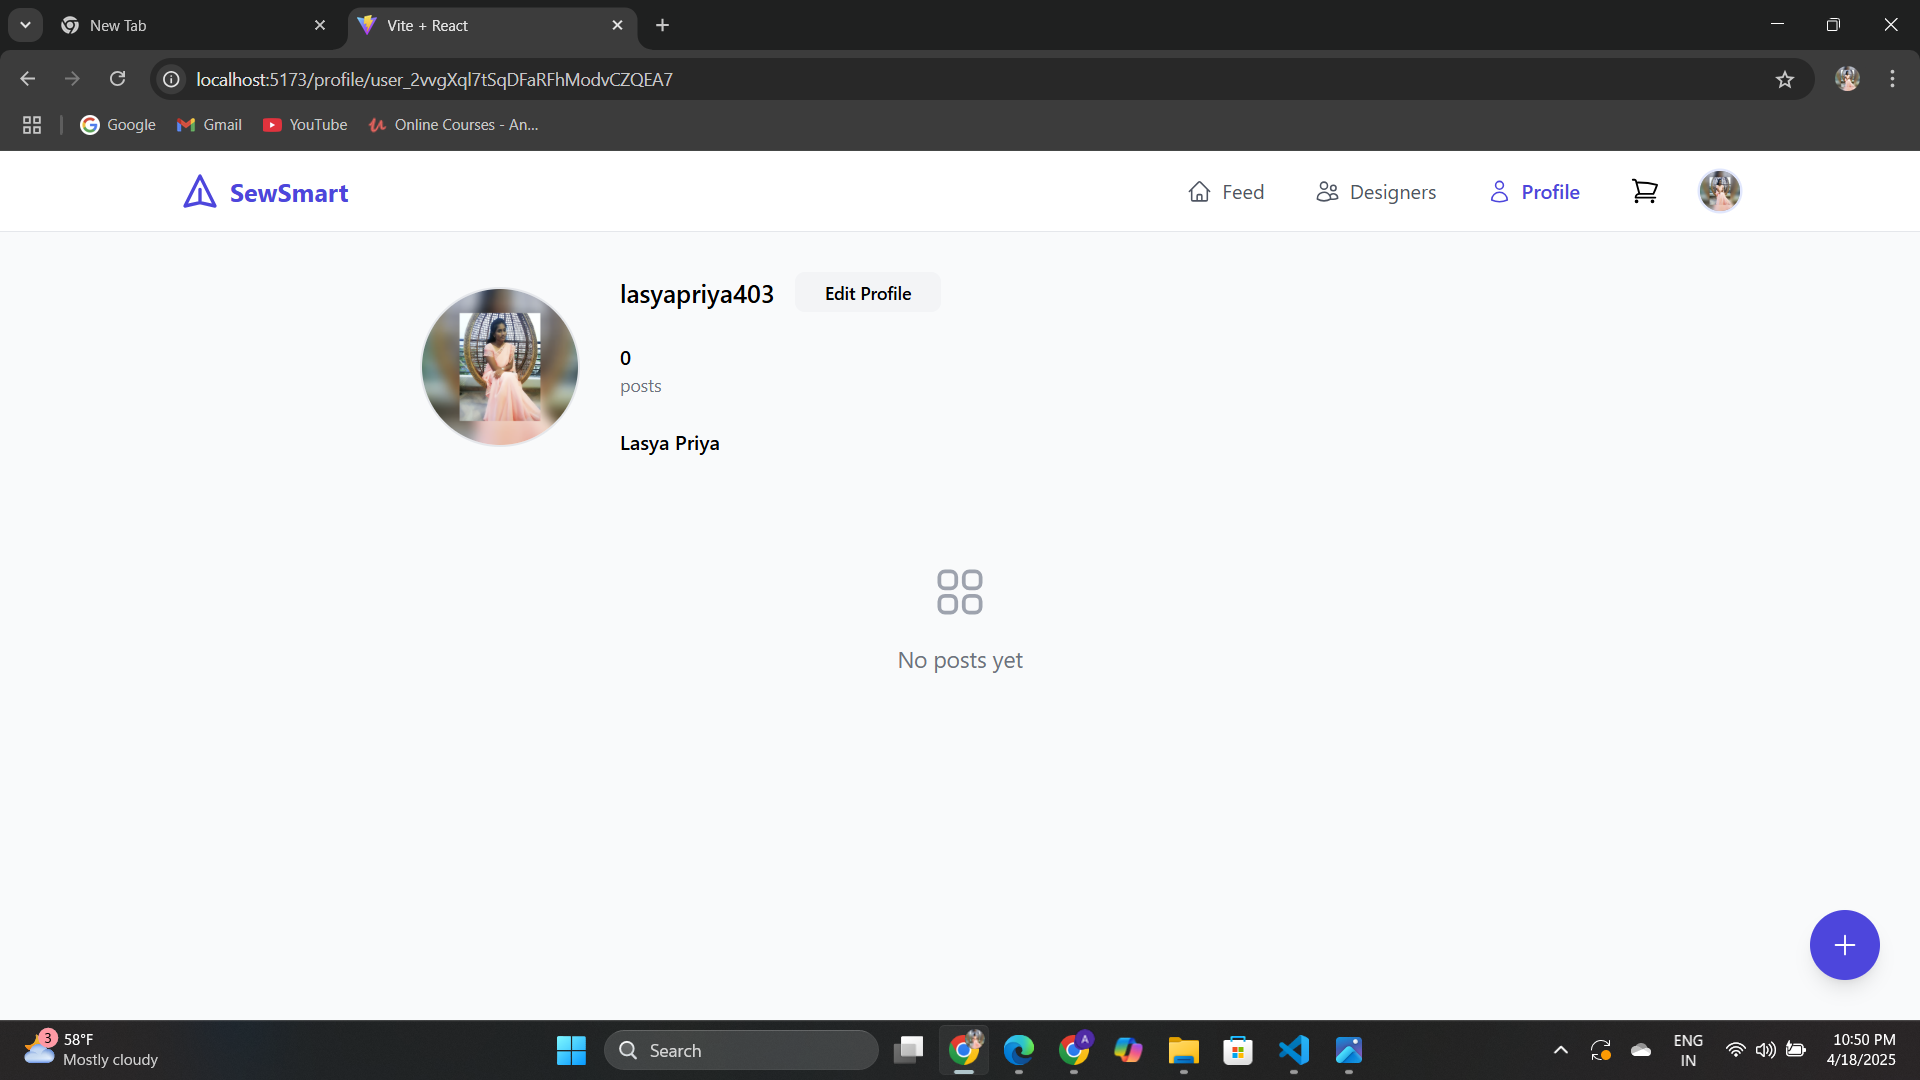 New Tab
Vite + React
localhost:5173/profile/user_2vvgXql7tSqDFaRFhModvCZQEA7
Google
Gmail
YouTube
Online Courses - An...
SewSmart
Feed
Designers
Profile
lasyapriya403
Edit Profile
0
posts
Lasya Priya
No posts yet
3
58°F
Mostly cloudy
Search
A
ENG
IN
10:50 PM
4/18/2025